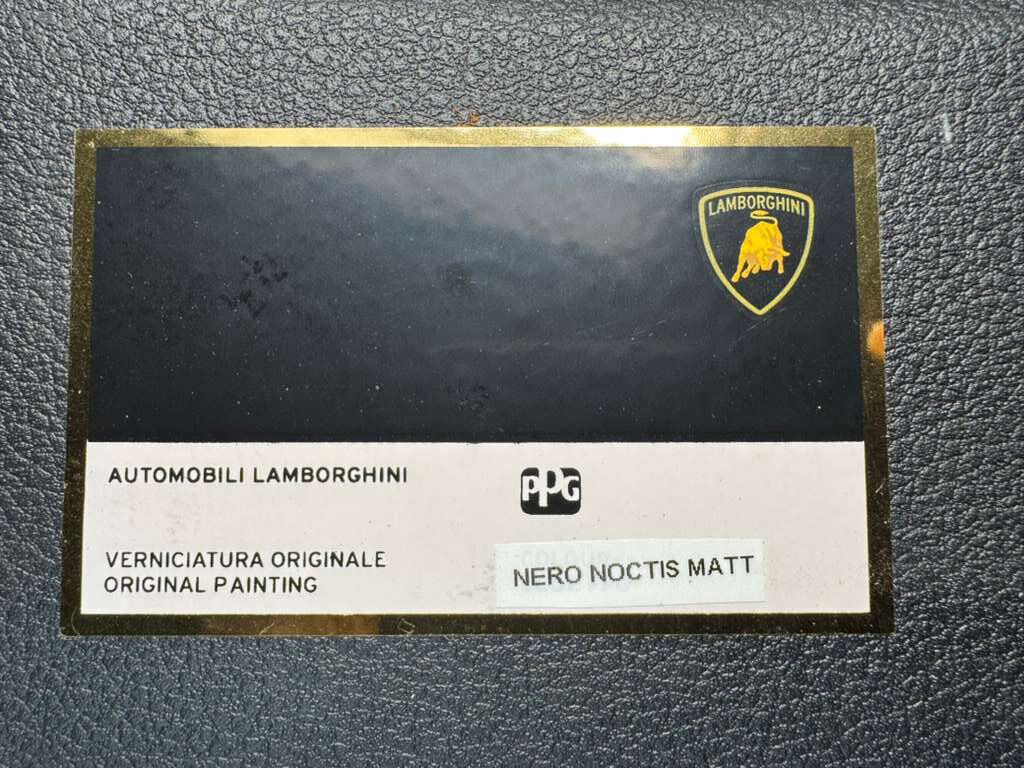 LAMBORGHINI
AUTOMOBILI LAMBORGHINI
PPG
VERNICIATURA ORIGINALE
ORIGINAL PAINTING
NERO NOCTIS MATT